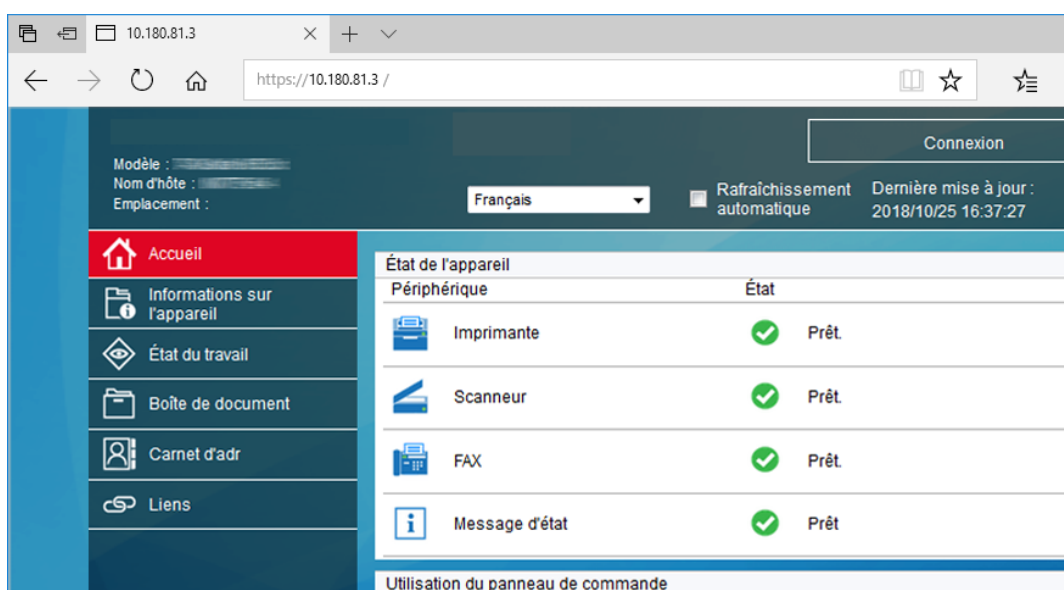 10.180.81.3
https://10.180.81.3 /
Connexion
Modèle :
Nom d'hôte :
Emplacement :
Français
Rafraîchissement
automatique
Dernière mise à jour :
2018/10/25 16:37:27
Accueil
Informations sur
l'appareil
État du travail
Boîte de document
Carnet d'adr
Liens
État de l'appareil
Périphérique État
Imprimante Prêt.
Scanneur Prêt.
FAX Prêt.
Message d'état Prêt
Utilisation du panneau de commande